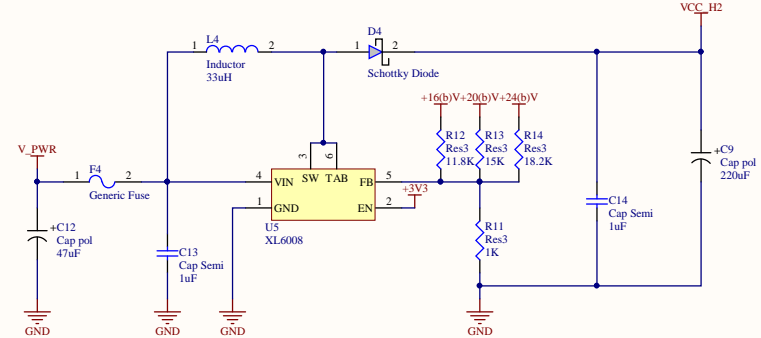 VCC_H2
L4
1 2
Inductor
33uH
D4
1 2
Schottky Diode
+16(b)V+20(b)V+24(b)V
R12
Res3
11.8K
R13
Res3
15K
R14
Res3
18.2K
+C9
Cap pol
220uF
V_PWR
F4
1 2
Generic Fuse
3 6
SW TAB
4 VIN FB 5
1 GND EN 2
+3V3
U5
XL6008
+C12
Cap pol
47uF
C13
Cap Semi
1uF
R11
Res3
1K
C14
Cap Semi
1uF
GND GND GND GND